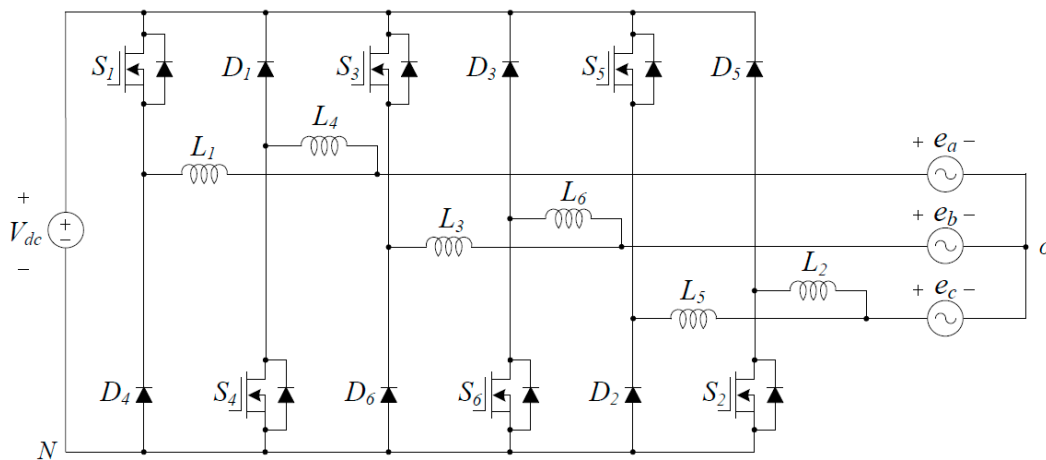 S1 D1 S3 D3 S5 D5
L4
L1
ea
+ −
L6
L3
eb
+ −
+
Vdc
−
+
−
L2
L5
ec
+ −
D4 S4 D6 S6 D2 S2
N